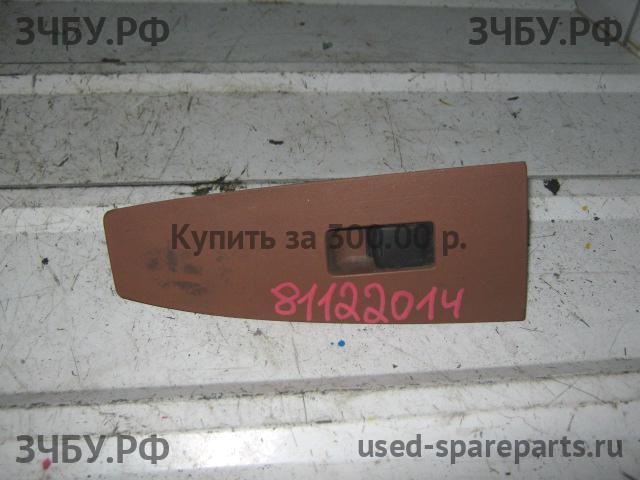 ЗЧБУ.РФ ЗЧБУ.РФ
Купить за 300.00 р.
81122014
ЗЧБУ.РФ used-spareparts.ru